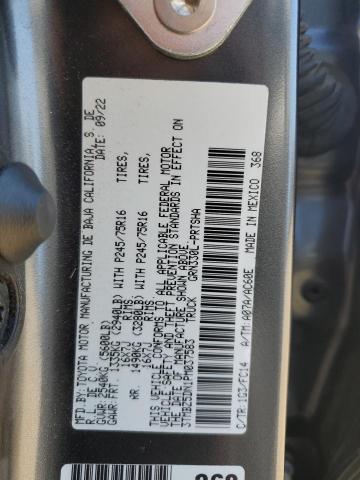 MFD.BY: TOYOTA MOTOR MANUFACTURING DE BAJA CALIFORNIA, S. DE
R.L. DE C.V. DATE: 09/22
GVWR: 2540KG (5600LB)
GAWR: FRT. 1335KG (2940LB) WITH P245/75R16 TIRES,
16X7J RIMS,
RR. 1490KG (3280LB) WITH P245/75R16 TIRES,
16X7J RIMS.
THIS VEHICLE CONFORMS TO ALL APPLICABLE FEDERAL MOTOR
VEHICLE SAFETY AND THEFT PREVENTION STANDARDS IN EFFECT ON
THE DATE OF MANUFACTURE SHOWN ABOVE.
3TMBZ5DN1PM037583 TRUCK GRN330L-PRTSHA
C/TR:1G3/FC14 A/TM:A07A/AC60E MADE IN MEXICO 368